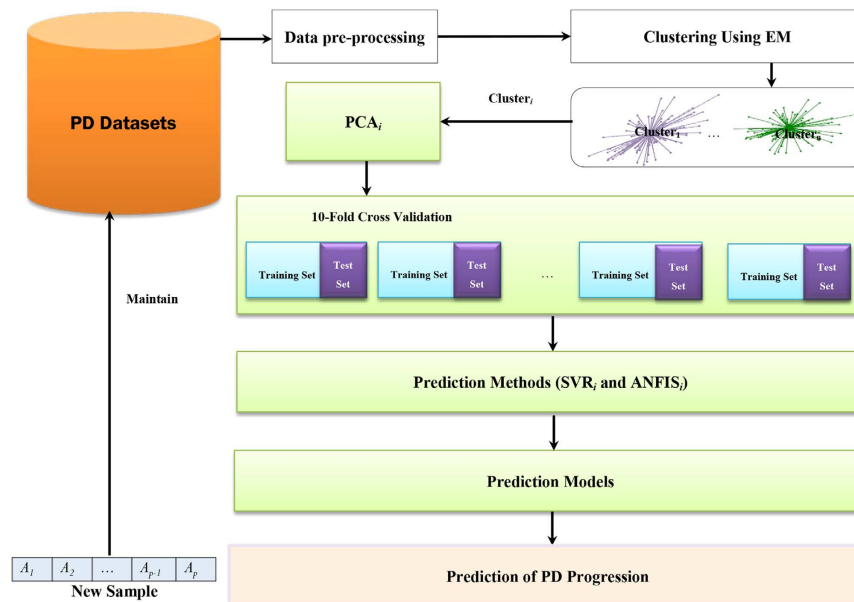 PD Datasets
Data pre-processing
Clustering Using EM
Cluster₁
...
Clusterₙ
Clusterᵢ
PCAᵢ
10-Fold Cross Validation
Training Set
Test
Set
Training Set
Test
Set
...
Training Set
Test
Set
Training Set
Test
Set
Maintain
Prediction Methods (SVRᵢ and ANFISᵢ)
Prediction Models
Prediction of PD Progression
A₁ A₂ ... Aₚ₋₁ Aₚ
New Sample